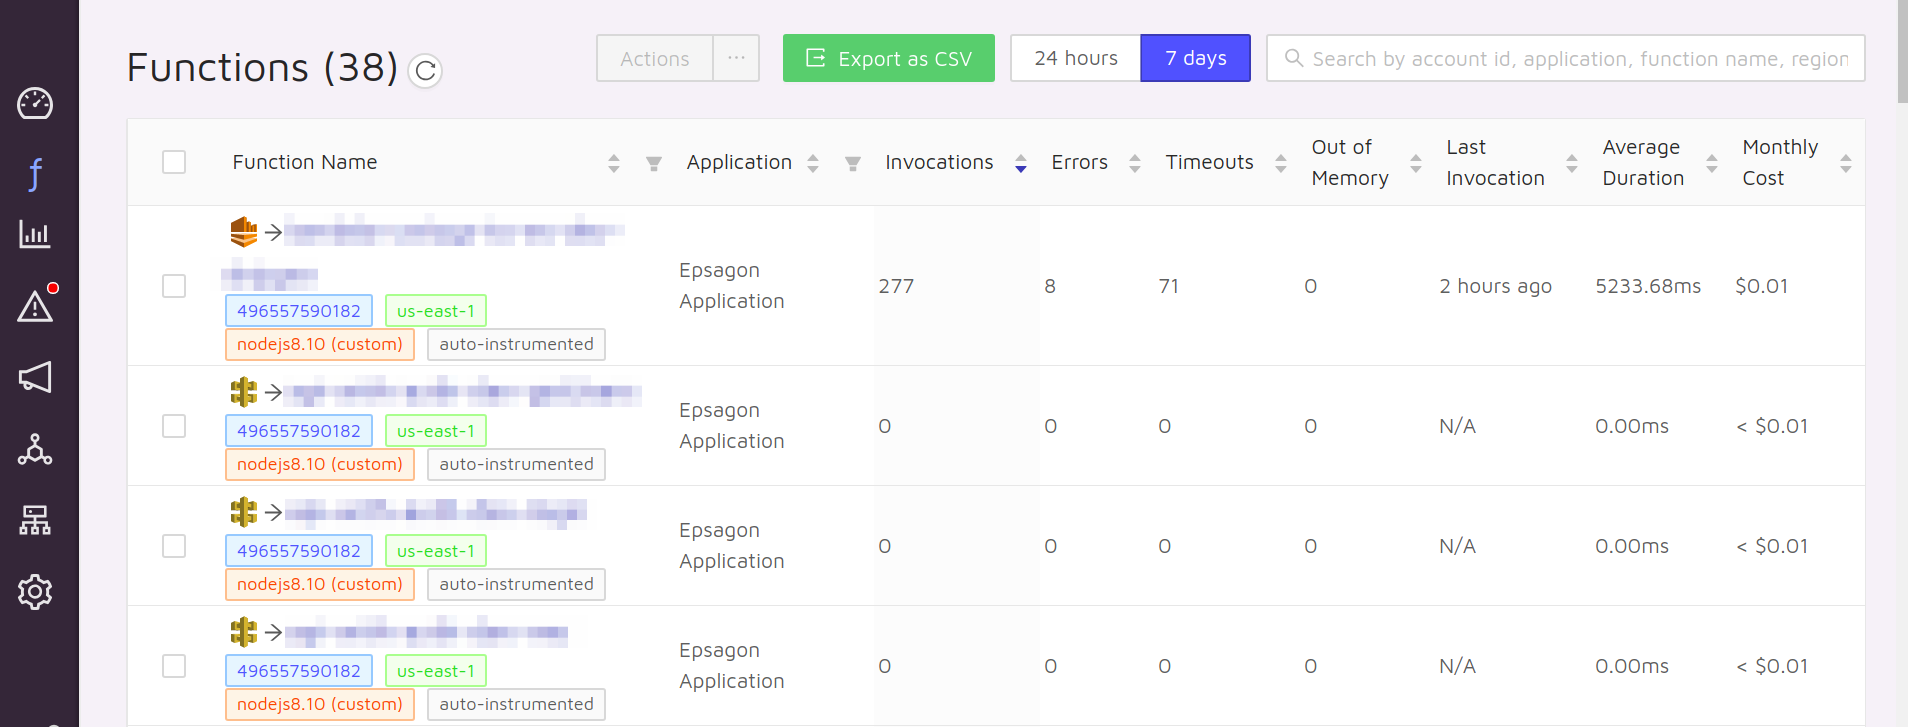 Functions (38)
Actions
···
Export as CSV
24 hours
7 days
Search by account id, application, function name, region
Function Name
Application
Invocations
Errors
Timeouts
Out of
Memory
Last
Invocation
Average
Duration
Monthly
Cost
496557590182
us-east-1
nodejs8.10 (custom)
auto-instrumented
Epsagon
Application
277
8
71
0
2 hours ago
5233.68ms
$0.01
496557590182
us-east-1
nodejs8.10 (custom)
auto-instrumented
Epsagon
Application
0
0
0
0
N/A
0.00ms
< $0.01
496557590182
us-east-1
nodejs8.10 (custom)
auto-instrumented
Epsagon
Application
0
0
0
0
N/A
0.00ms
< $0.01
496557590182
us-east-1
nodejs8.10 (custom)
auto-instrumented
Epsagon
Application
0
0
0
0
N/A
0.00ms
< $0.01